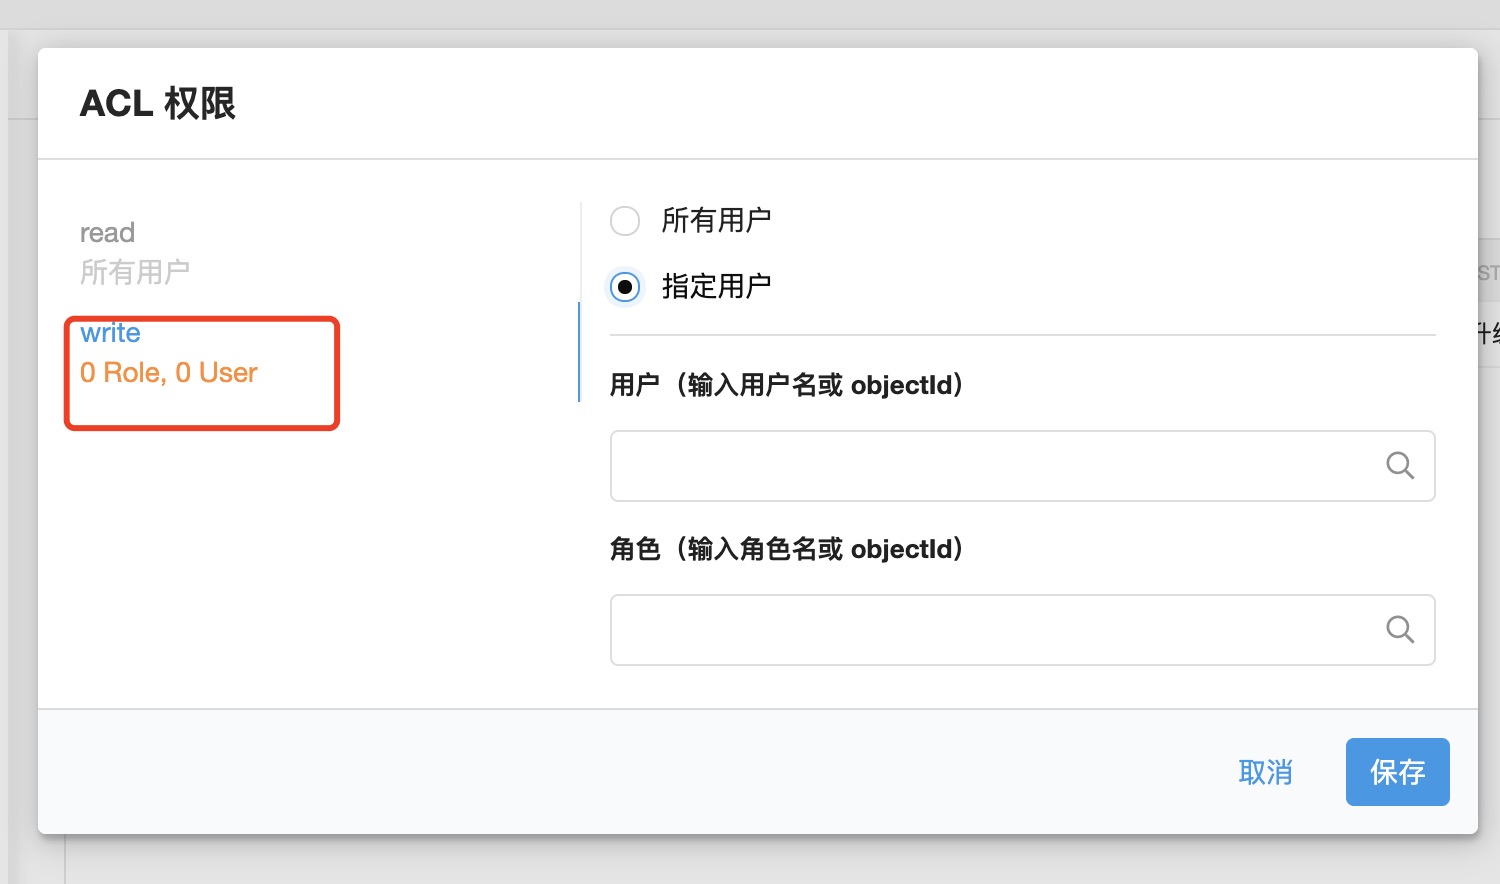 ACL 权限
read
所有用户
write
0 Role, 0 User
所有用户
指定用户
用户（输入用户名或 objectId）
角色（输入角色名或 objectId）
取消
保存
ST